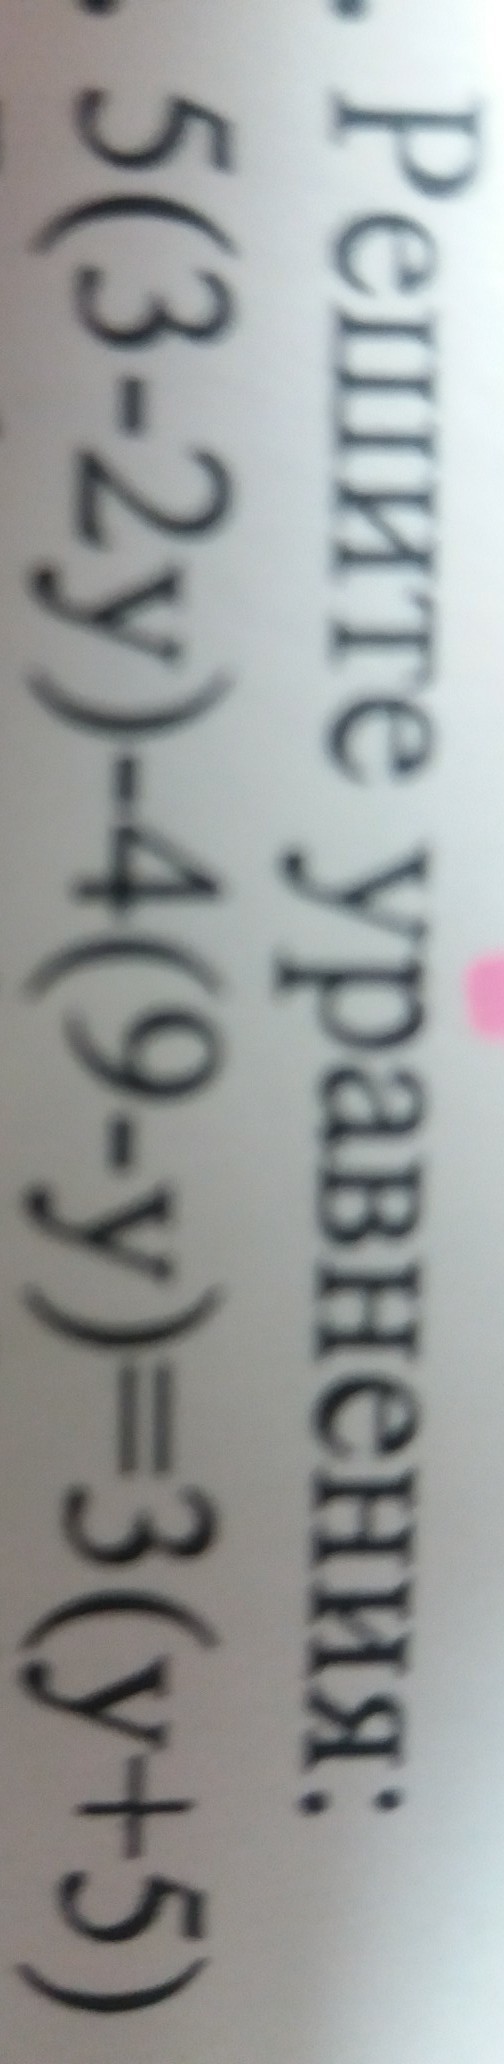 . Решите уравнения:
. 5(3-2y)-4(9-y)=3(y+5)